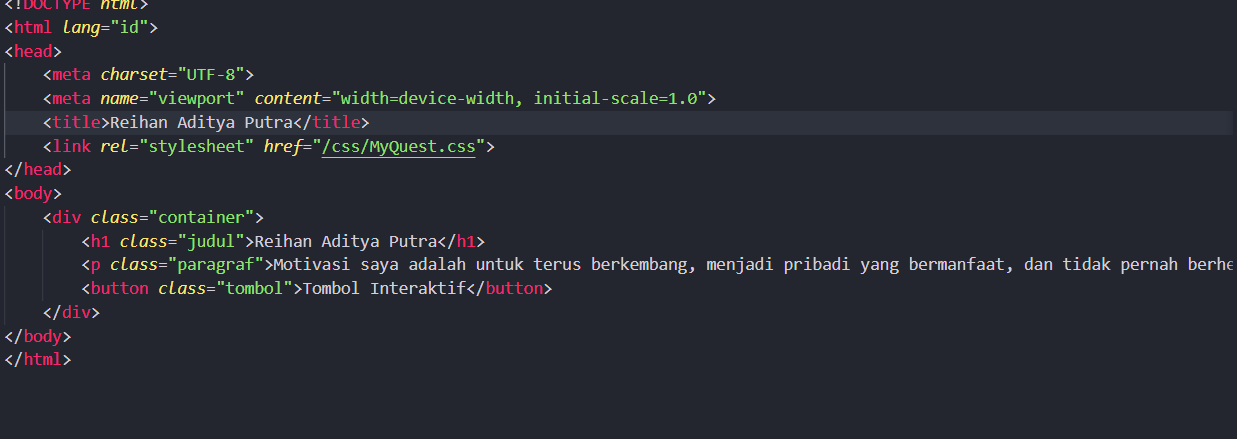 <!DOCTYPE html>
<html lang="id">
<head>
<meta charset="UTF-8">
<meta name="viewport" content="width=device-width, initial-scale=1.0">
<title>Reihan Aditya Putra</title>
<link rel="stylesheet" href="/css/MyQuest.css">
</head>
<body>
<div class="container">
<h1 class="judul">Reihan Aditya Putra</h1>
<p class="paragraf">Motivasi saya adalah untuk terus berkembang, menjadi pribadi yang bermanfaat, dan tidak pernah
<button class="tombol">Tombol Interaktif</button>
</div>
</body>
</html>